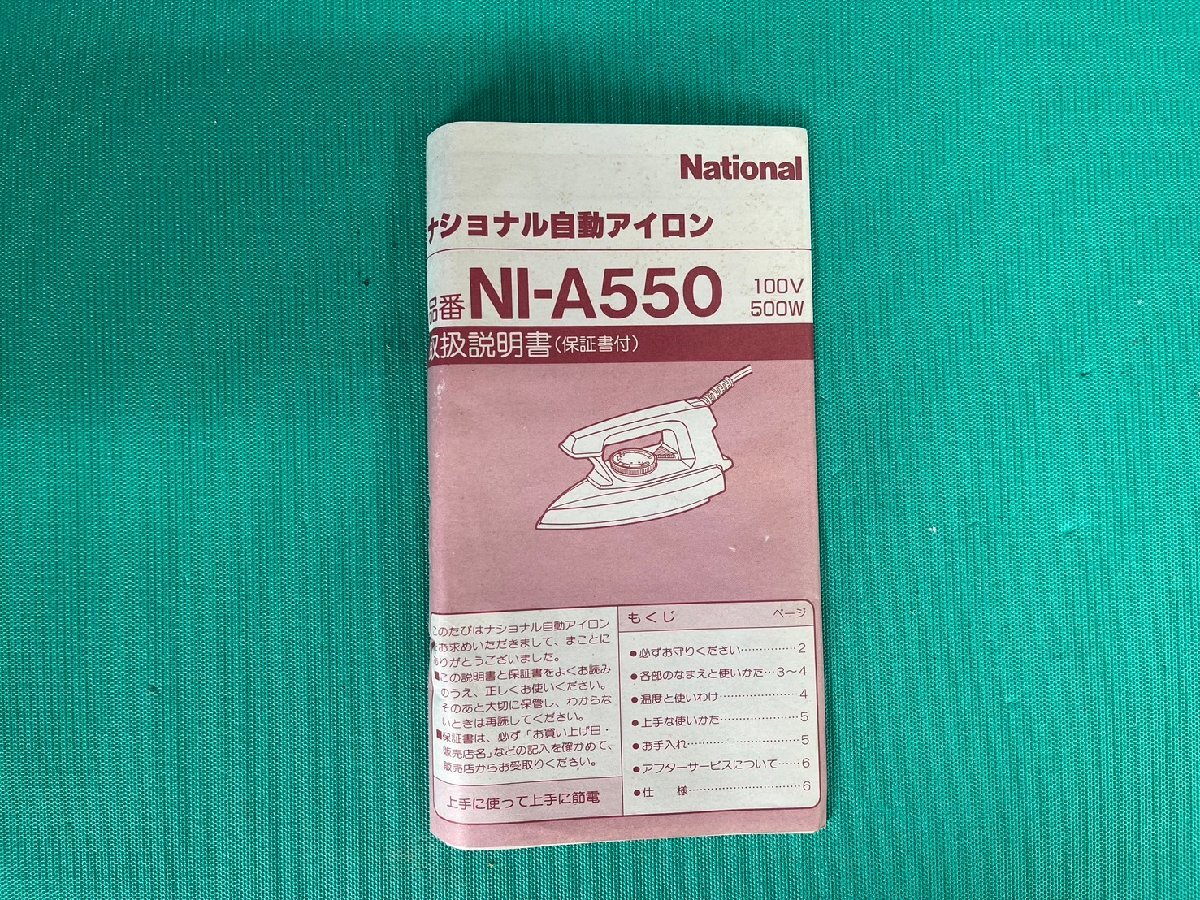 National
ナショナル自動アイロン
品番 NI-A550 100V 500W
取扱説明書(保証書付)
このたびはナショナル自動アイロン
をお求めいただきまして、まことに
ありがとうございました。
■この説明書と保証書をよくお読み
のうえ、正しくお使いください。
そのあと大切に保管し、わからな
いときは再読してください。
■保証書は、必ず「お買い上げ日・
販売店名」などの記入を確かめて、
販売店からお受取りください。
上手に使って上手に節電
もくじ ページ
●必ずお守りください……………2
●各部のなまえと使いかた…3〜4
●温度と使いわけ…………………4
●上手な使いかた…………………5
●お手入れ…………………………5
●アフターサービスについて……6
●仕 様…………………………6